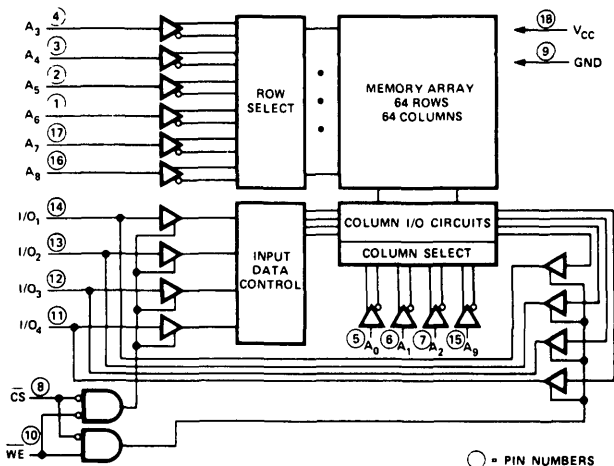 A3 4
A4 3
A5 2
A6 1
A7 17
A8 16
ROW
SELECT
MEMORY ARRAY
64 ROWS
64 COLUMNS
18 VCC
9 GND
I/O1 14
I/O2 13
I/O3 12
I/O4 11
INPUT
DATA
CONTROL
COLUMN I/O CIRCUITS
COLUMN SELECT
5 A0 6 A1 7 A2 15 A9
C̅S̅ 8
W̅E̅ 10
= PIN NUMBERS